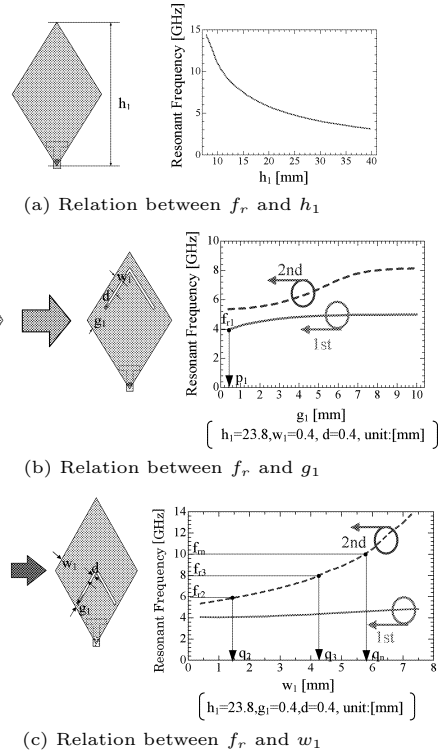 h1
Resonant Frequency [GHz]
15
10
5
0
10 15 20 25 30 35 40
h1 [mm]
(a) Relation between fr and h1
w1
d
g1
Resonant Frequency [GHz]
10
8
6
4
2
0
2nd
fr1
1st
p1
0 1 2 3 4 5 6 7 8 9 10
g1 [mm]
h1=23.8,w1=0.4, d=0.4, unit:[mm]
(b) Relation between fr and g1
w1
d
g1
Resonant Frequency [GHz]
14
12
10
8
6
4
2
0
2nd
frn
fr3
fr2
1st
q2 q3 qn
0 1 2 3 4 5 6 7 8
w1 [mm]
h1=23.8,g1=0.4,d=0.4, unit:[mm]
(c) Relation between fr and w1